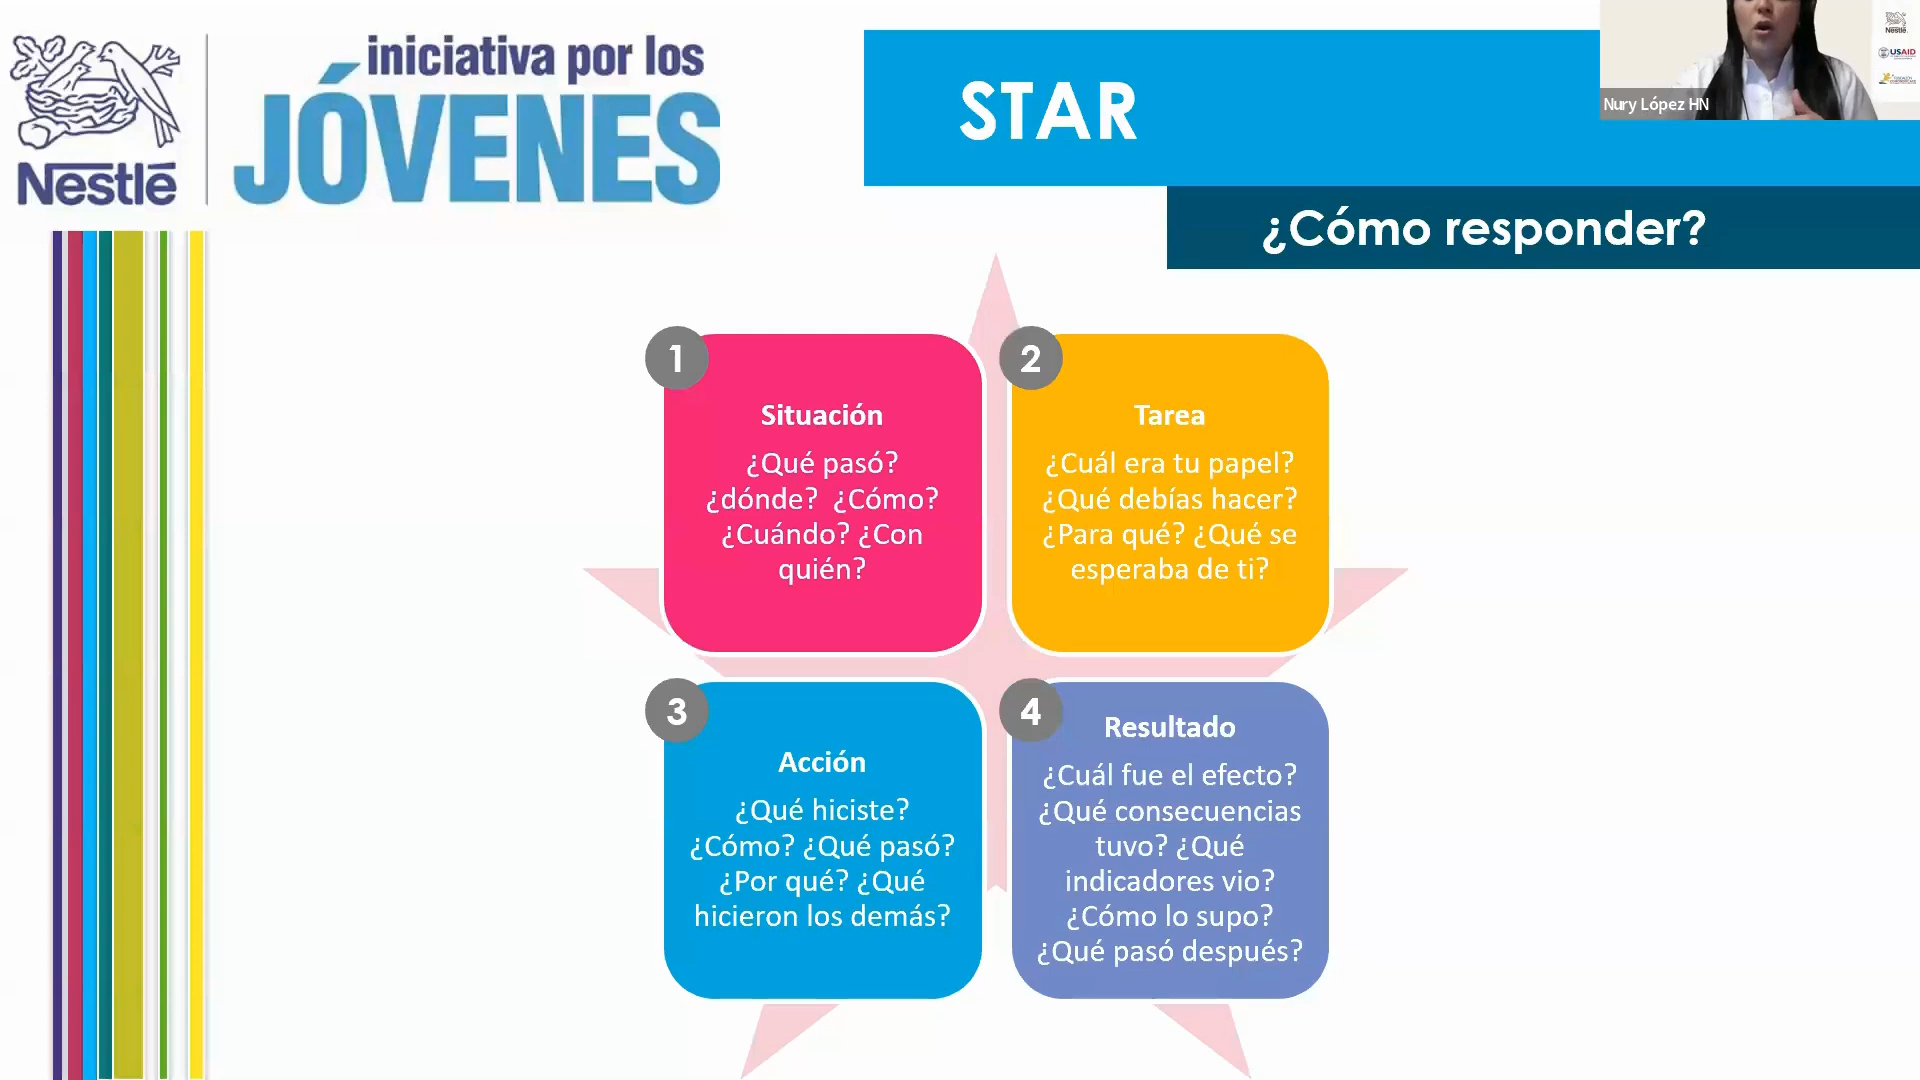 iniciativa por los
JÓVENES
Nestlé
STAR
¿Cómo responder?
Nury López HN
Nestlé
USAID
1
Situación
¿Qué pasó?
¿dónde? ¿Cómo?
¿Cuándo? ¿Con
quién?
2
Tarea
¿Cuál era tu papel?
¿Qué debías hacer?
¿Para qué? ¿Qué se
esperaba de ti?
3
Acción
¿Qué hiciste?
¿Cómo? ¿Qué pasó?
¿Por qué? ¿Qué
hicieron los demás?
4
Resultado
¿Cuál fue el efecto?
¿Qué consecuencias
tuvo? ¿Qué
indicadores vio?
¿Cómo lo supo?
¿Qué pasó después?